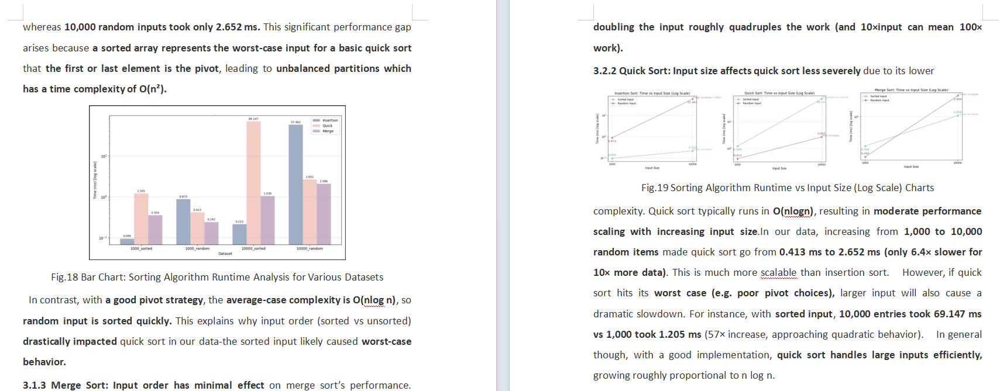 whereas 10,000 random inputs took only 2.652 ms. This significant performance gap
arises because a sorted array represents the worst-case input for a basic quick sort
that the first or last element is the pivot, leading to unbalanced partitions which
has a time complexity of O(n²).
69.147
57.462
Insertion
Quick
Merge
10¹
2.652
2.086
1.205
1.036
10⁰
0.873
0.413
0.354
0.242
0.215
0.095
10⁻¹
Time (ms) [log scale]
1000_sorted
1000_random
10000_sorted
10000_random
Dataset
Fig.18 Bar Chart: Sorting Algorithm Runtime Analysis for Various Datasets
In contrast, with a good pivot strategy, the average-case complexity is O(nlog n), so
random input is sorted quickly. This explains why input order (sorted vs unsorted)
drastically impacted quick sort in our data-the sorted input likely caused worst-case
behavior.
3.1.3 Merge Sort: Input order has minimal effect on merge sort’s performance.
doubling the input roughly quadruples the work (and 10×input can mean 100×
work).
3.2.2 Quick Sort: Input size affects quick sort less severely due to its lower
Insertion Sort: Time vs Input Size (Log Scale)
Sorted Input
Random Input
57.462
10¹
10⁰
0.873
0.215
0.095
10⁻¹
Time (ms) [log scale]
1000
10000
Input Size
Quick Sort: Time vs Input Size (Log Scale)
Sorted Input
Random Input
69.147
10¹
2.652
10⁰
1.205
0.413
Time (ms) [log scale]
1000
10000
Input Size
Merge Sort: Time vs Input Size (Log Scale)
Sorted Input
Random Input
2.086
1.036
10⁰
0.354
0.242
Time (ms) [log scale]
1000
10000
Input Size
Fig.19 Sorting Algorithm Runtime vs Input Size (Log Scale) Charts
complexity. Quick sort typically runs in O(nlogn), resulting in moderate performance
scaling with increasing input size.In our data, increasing from 1,000 to 10,000
random items made quick sort go from 0.413 ms to 2.652 ms (only 6.4× slower for
10× more data). This is much more scalable than insertion sort. However, if quick
sort hits its worst case (e.g. poor pivot choices), larger input will also cause a
dramatic slowdown. For instance, with sorted input, 10,000 entries took 69.147 ms
vs 1,000 took 1.205 ms (57× increase, approaching quadratic behavior). In general
though, with a good implementation, quick sort handles large inputs efficiently,
growing roughly proportional to n log n.